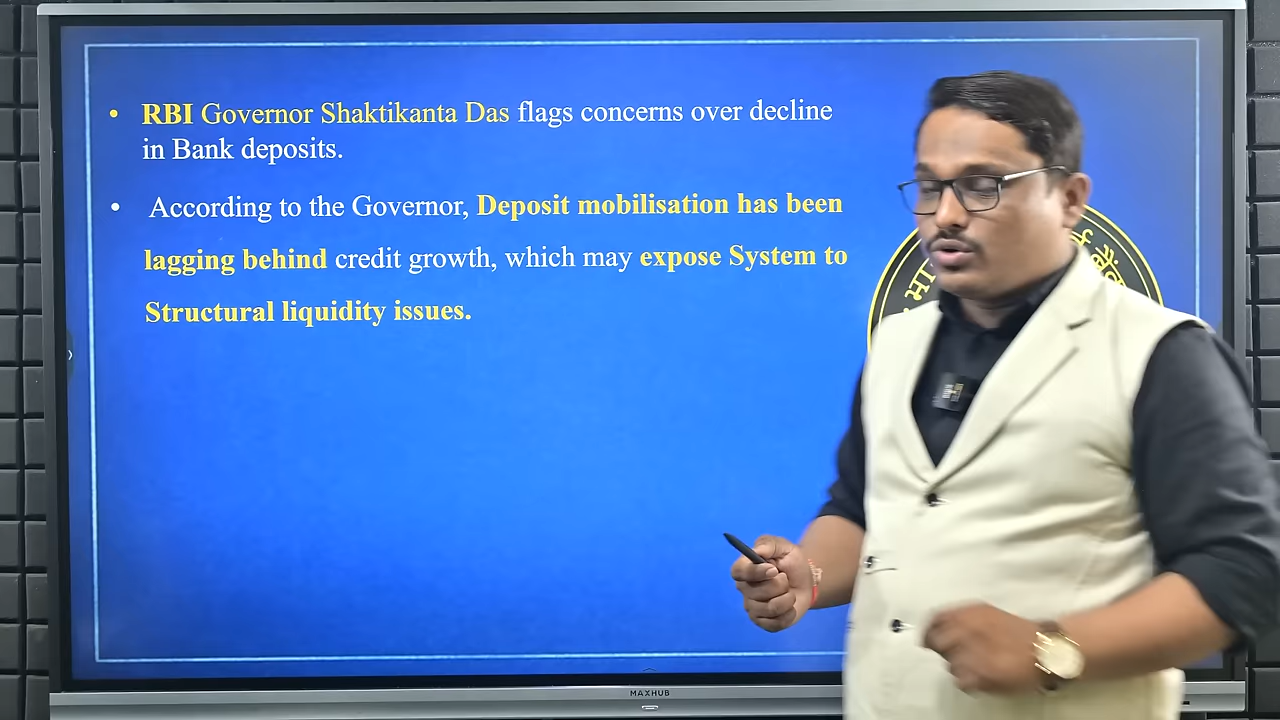 • RBI Governor Shaktikanta Das flags concerns over decline
in Bank deposits.
• According to the Governor, Deposit mobilisation has been
lagging behind credit growth, which may expose System to
Structural liquidity issues.
MAXHUB